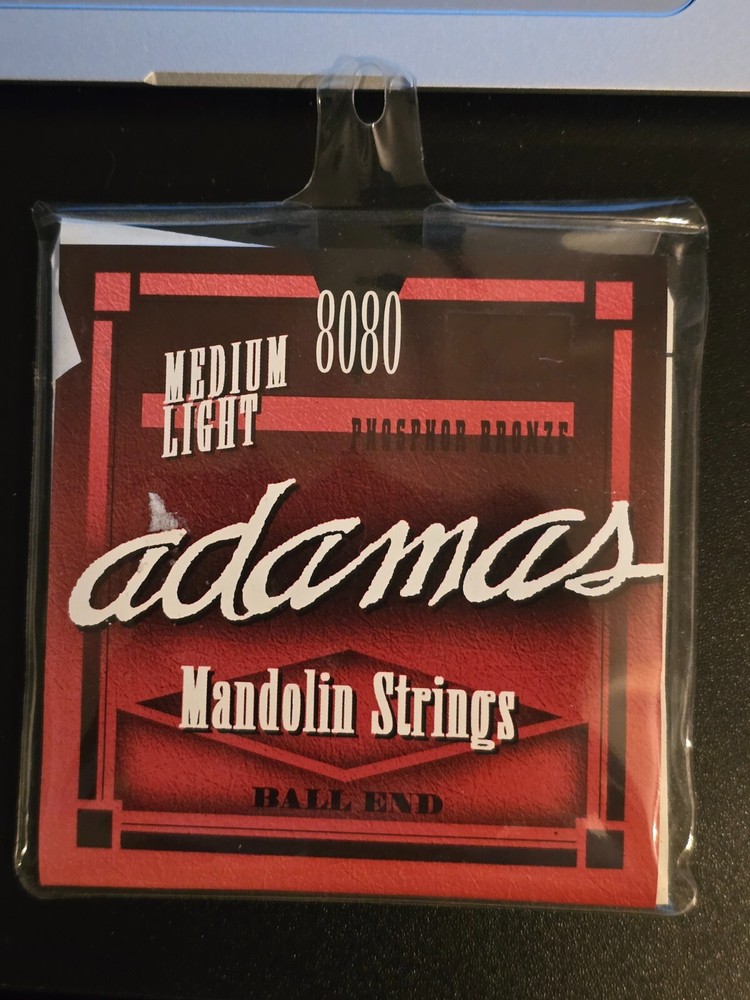 8080
MEDIUM
LIGHT
PHOSPHOR BRONZE
adamas
Mandolin Strings
BALL END